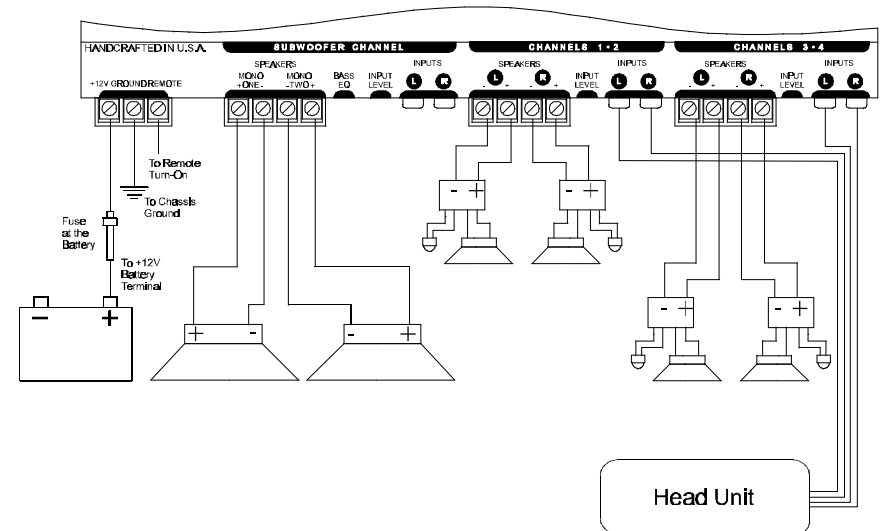 HANDCRAFTED IN U.S.A.
SUBWOOFER CHANNEL
CHANNELS 1 • 2
CHANNELS 3 • 4
SPEAKERS
MONO
+ONE-
MONO
-TWO+
BASS
EQ
INPUT
LEVEL
INPUTS
L R
SPEAKERS
L R
- + - +
INPUT
LEVEL
INPUTS
L R
SPEAKERS
L R
- + - +
INPUT
LEVEL
INPUTS
L R
+12V GROUND REMOTE
To Remote
Turn-On
To Chassis
Ground
Fuse
at the
Battery
To +12V
Battery
Terminal
- +
+ -
- +
- +
- +
- +
- +
Head Unit